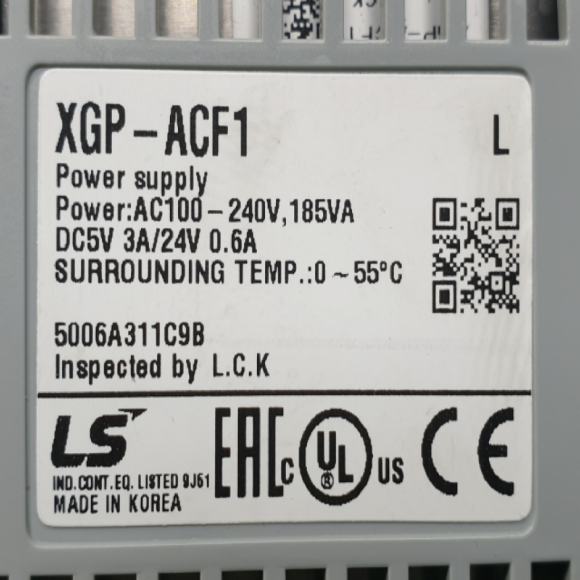 XGP-ACF1 L
Power supply
Power:AC100-240V,185VA
DC5V 3A/24V 0.6A
SURROUNDING TEMP.:0~55°C
5006A311C9B
Inspected by L.C.K
LS EAC c UL® US CE
IND.CONT.EQ. LISTED 9J61
MADE IN KOREA